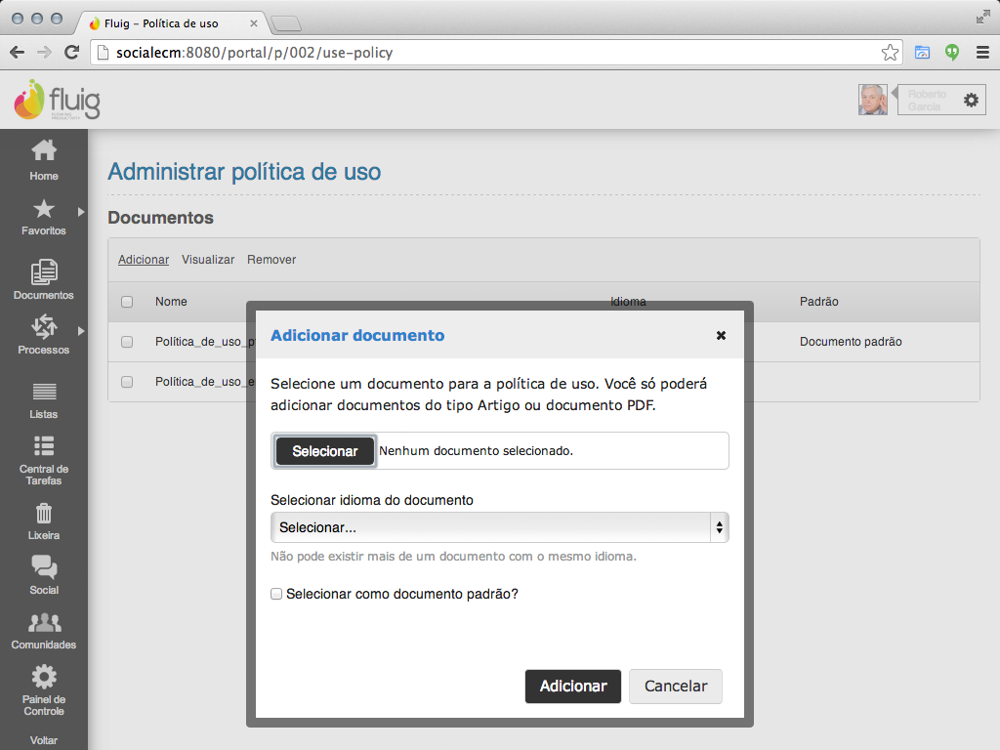 Fluig – Política de uso
socialecm:8080/portal/p/002/use-policy
fluig
Roberto
Garcia
Home
Favoritos
Documentos
Processos
Listas
Central de
Tarefas
Lixeira
Social
Comunidades
Painel de
Controle
Voltar
Administrar política de uso
Documentos
Adicionar Visualizar Remover
Nome Idioma Padrão
Política_de_uso_p Documento padrão
Política_de_uso_e
Adicionar documento
Selecione um documento para a política de uso. Você só poderá
adicionar documentos do tipo Artigo ou documento PDF.
Selecionar Nenhum documento selecionado.
Selecionar idioma do documento
Selecionar...
Não pode existir mais de um documento com o mesmo idioma.
Selecionar como documento padrão?
Adicionar Cancelar